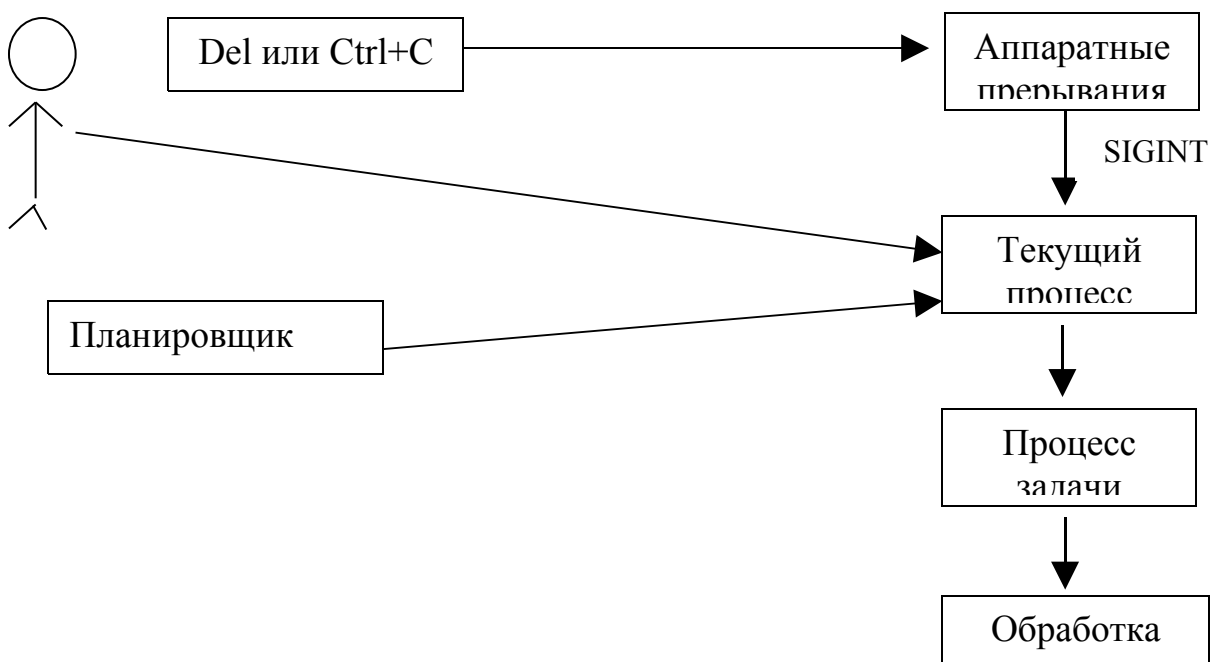 Del или Ctrl+C
Аппаратные
прерывания
SIGINT
Текущий
процесс
Планировщик
Процесс
задачи
Обработка